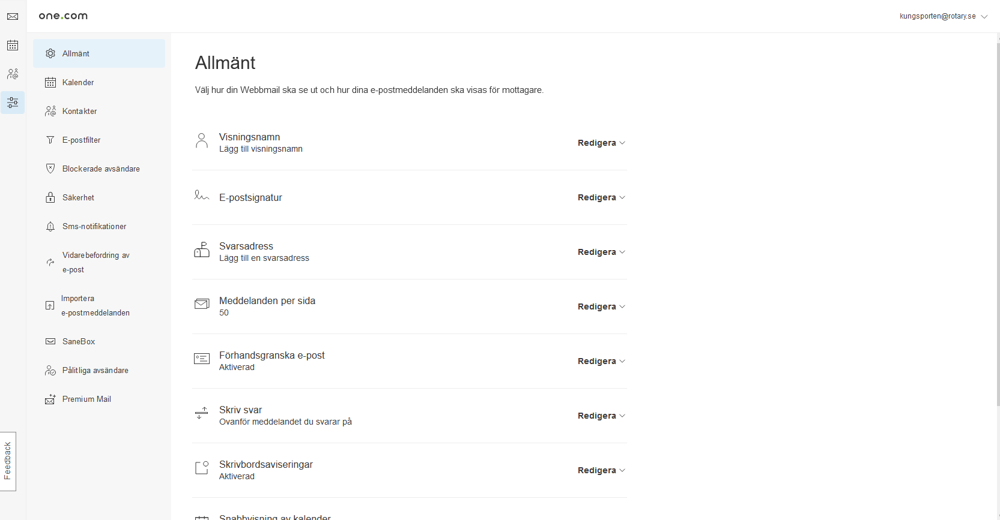 one.com
kungsporten@rotary.se
Allmänt
Kalender
Kontakter
E-postfilter
Blockerade avsändare
Säkerhet
Sms-notifikationer
Vidarebefordring av
e-post
Importera
e-postmeddelanden
SaneBox
Pålitliga avsändare
Premium Mail
Feedback
Allmänt
Välj hur din Webbmail ska se ut och hur dina e-postmeddelanden ska visas för mottagare.
Visningsnamn
Lägg till visningsnamn
Redigera
E-postsignatur
Redigera
Svarsadress
Lägg till en svarsadress
Redigera
Meddelanden per sida
50
Redigera
Förhandsgranska e-post
Aktiverad
Redigera
Skriv svar
Ovanför meddelandet du svarar på
Redigera
Skrivbordsaviseringar
Aktiverad
Redigera
Snabbvisning av kalender